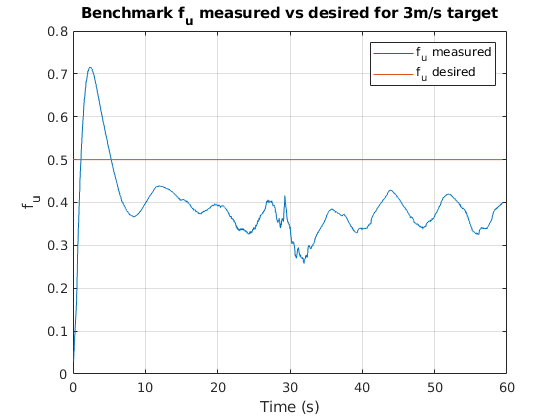 Benchmark f_u measured vs desired for 3m/s target
f_u measured
f_u desired
0.8
0.7
0.6
0.5
0.4
0.3
0.2
0.1
0
f_u
0 10 20 30 40 50 60
Time (s)